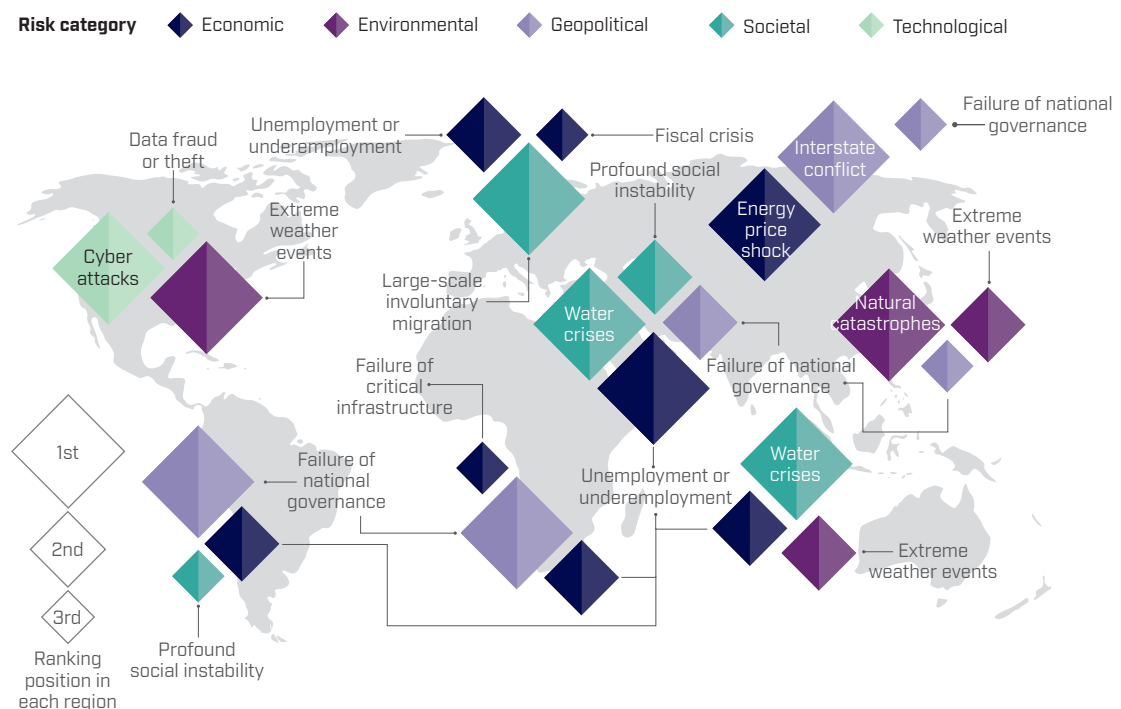 Risk category
Economic
Environmental
Geopolitical
Societal
Technological
Data fraud
or theft
Unemployment or
underemployment
Fiscal crisis
Failure of national
governance
Interstate
conflict
Profound social
instability
Extreme
weather
events
Energy
price
shock
Extreme
weather events
Cyber
attacks
Large-scale
involuntary
migration
Water
crises
Natural
catastrophes
Failure of
critical
infrastructure
Failure of national
governance
1st
Failure of
national
governance
Unemployment or
underemployment
Water
crises
2nd
Extreme
weather events
3rd
Profound
social instability
Ranking
position in
each region